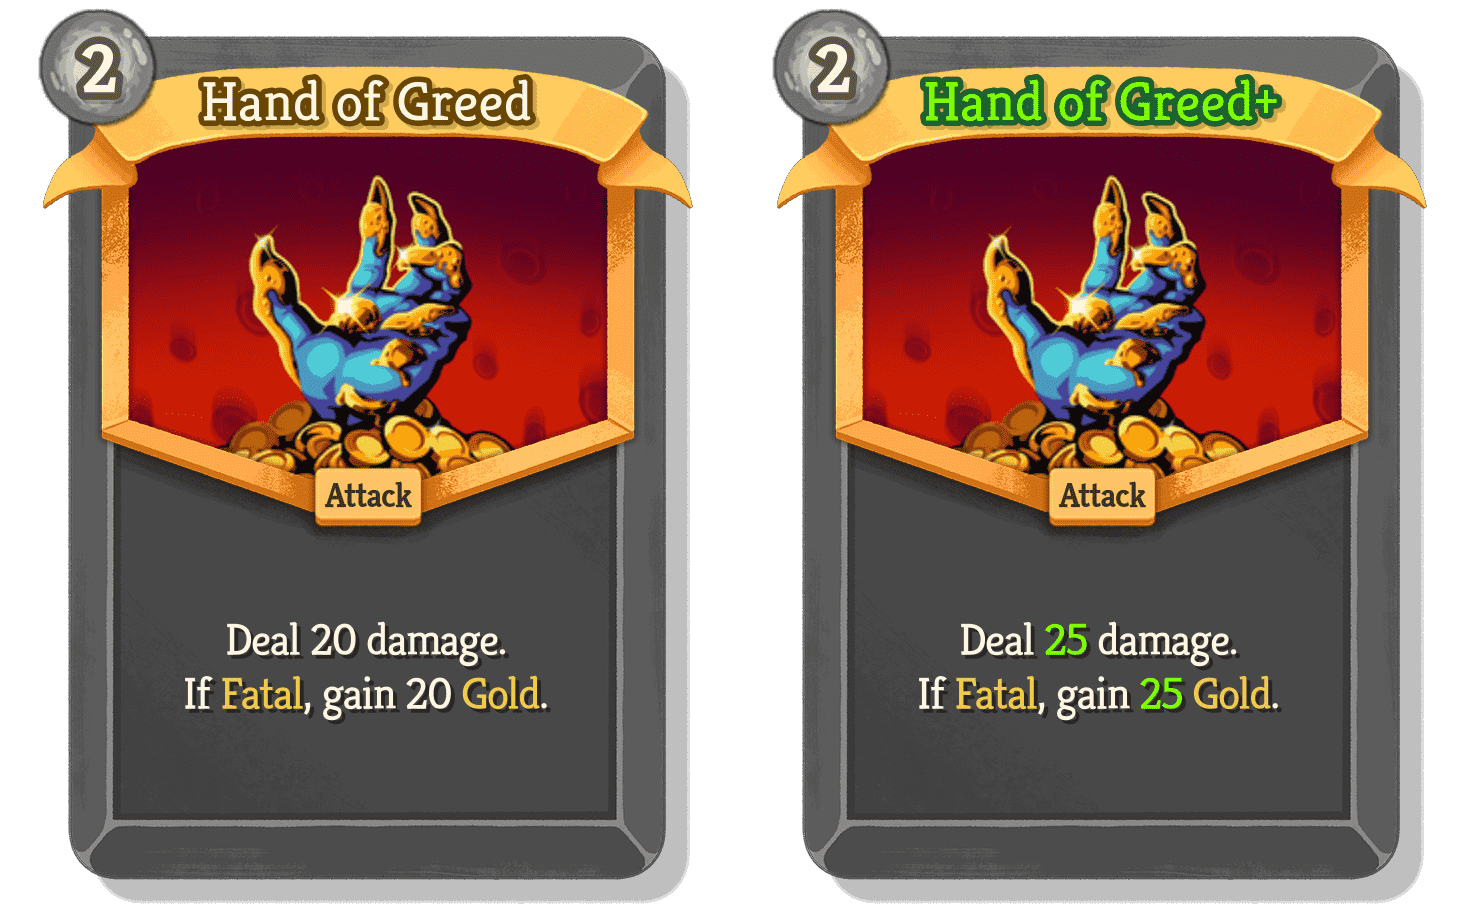 2
Hand of Greed
Attack
Deal 20 damage.
If Fatal, gain 20 Gold.
2
Hand of Greed+
Attack
Deal 25 damage.
If Fatal, gain 25 Gold.